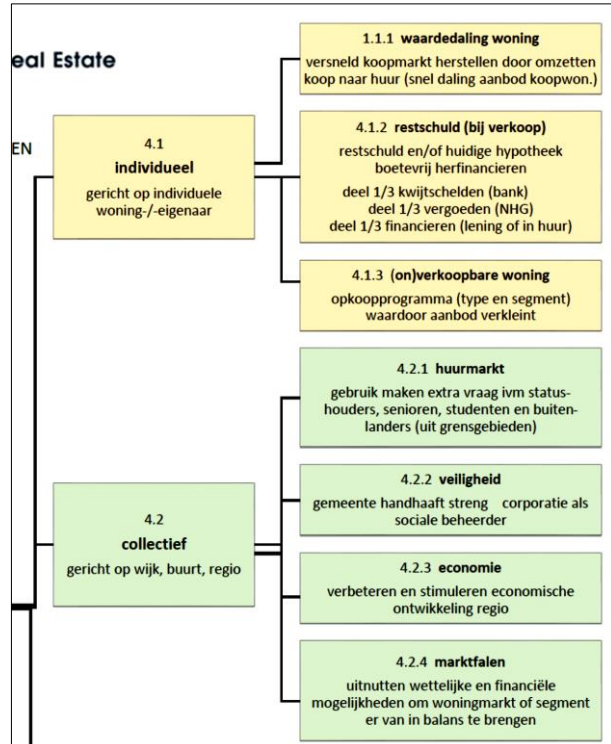 eal Estate
EN
4.1
individueel
gericht op individuele
woning-/-eigenaar
1.1.1 waardedaling woning
versneld koopmarkt herstellen door omzetten
koop naar huur (snel daling aanbod koopwon.)
4.1.2 restschuld (bij verkoop)
restschuld en/of huidige hypotheek
boetevrij herfinancieren
deel 1/3 kwijtschelden (bank)
deel 1/3 vergoeden (NHG)
deel 1/3 financieren (lening of in huur)
4.1.3 (on)verkoopbare woning
opkoopprogramma (type en segment)
waardoor aanbod verkleint
4.2
collectief
gericht op wijk, buurt, regio
4.2.1 huurmarkt
gebruik maken extra vraag ivm status-
houders, senioren, studenten en buiten-
landers (uit grensgebieden)
4.2.2 veiligheid
gemeente handhaaft streng corporatie als
sociale beheerder
4.2.3 economie
verbeteren en stimuleren economische
ontwikkeling regio
4.2.4 marktfalen
uitnutten wettelijke en financiële
mogelijkheden om woningmarkt of segment
er van in balans te brengen